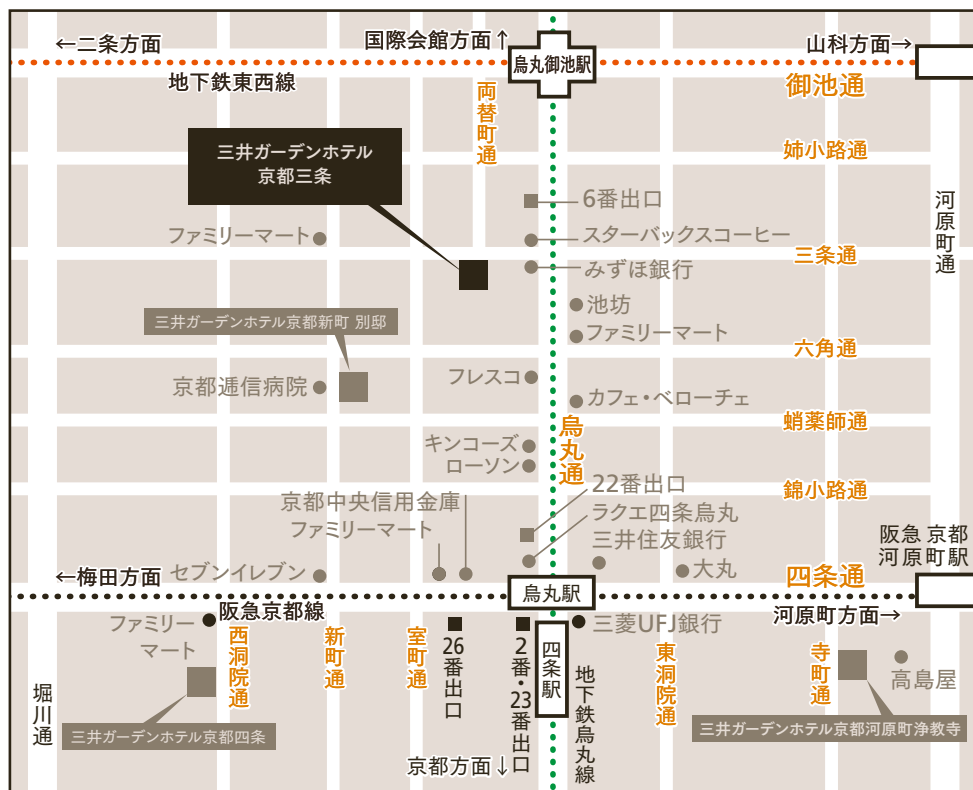 ←二条方面
国際会館方面↑
烏丸御池駅
山科方面→
地下鉄東西線
御池通
両替町通
三井ガーデンホテル
京都三条
姉小路通
6番出口
河原町通
ファミリーマート
スターバックスコーヒー
三条通
みずほ銀行
池坊
三井ガーデンホテル京都新町 別邸
ファミリーマート
六角通
京都逓信病院
フレスコ
カフェ・ベローチェ
烏丸通
蛸薬師通
キンコーズ
ローソン
22番出口
錦小路通
京都中央信用金庫
ラクエ四条烏丸
ファミリーマート
三井住友銀行
阪急 京都
河原町駅
←梅田方面
セブンイレブン
大丸
四条通
烏丸駅
阪急京都線
河原町方面→
ファミリー
マート
西洞院通
新町通
室町通
26番出口
2番・23番出口
四条駅
三菱UFJ銀行
地下鉄烏丸線
東洞院通
寺町通
高島屋
堀川通
三井ガーデンホテル京都四条
三井ガーデンホテル京都河原町浄教寺
京都方面↓